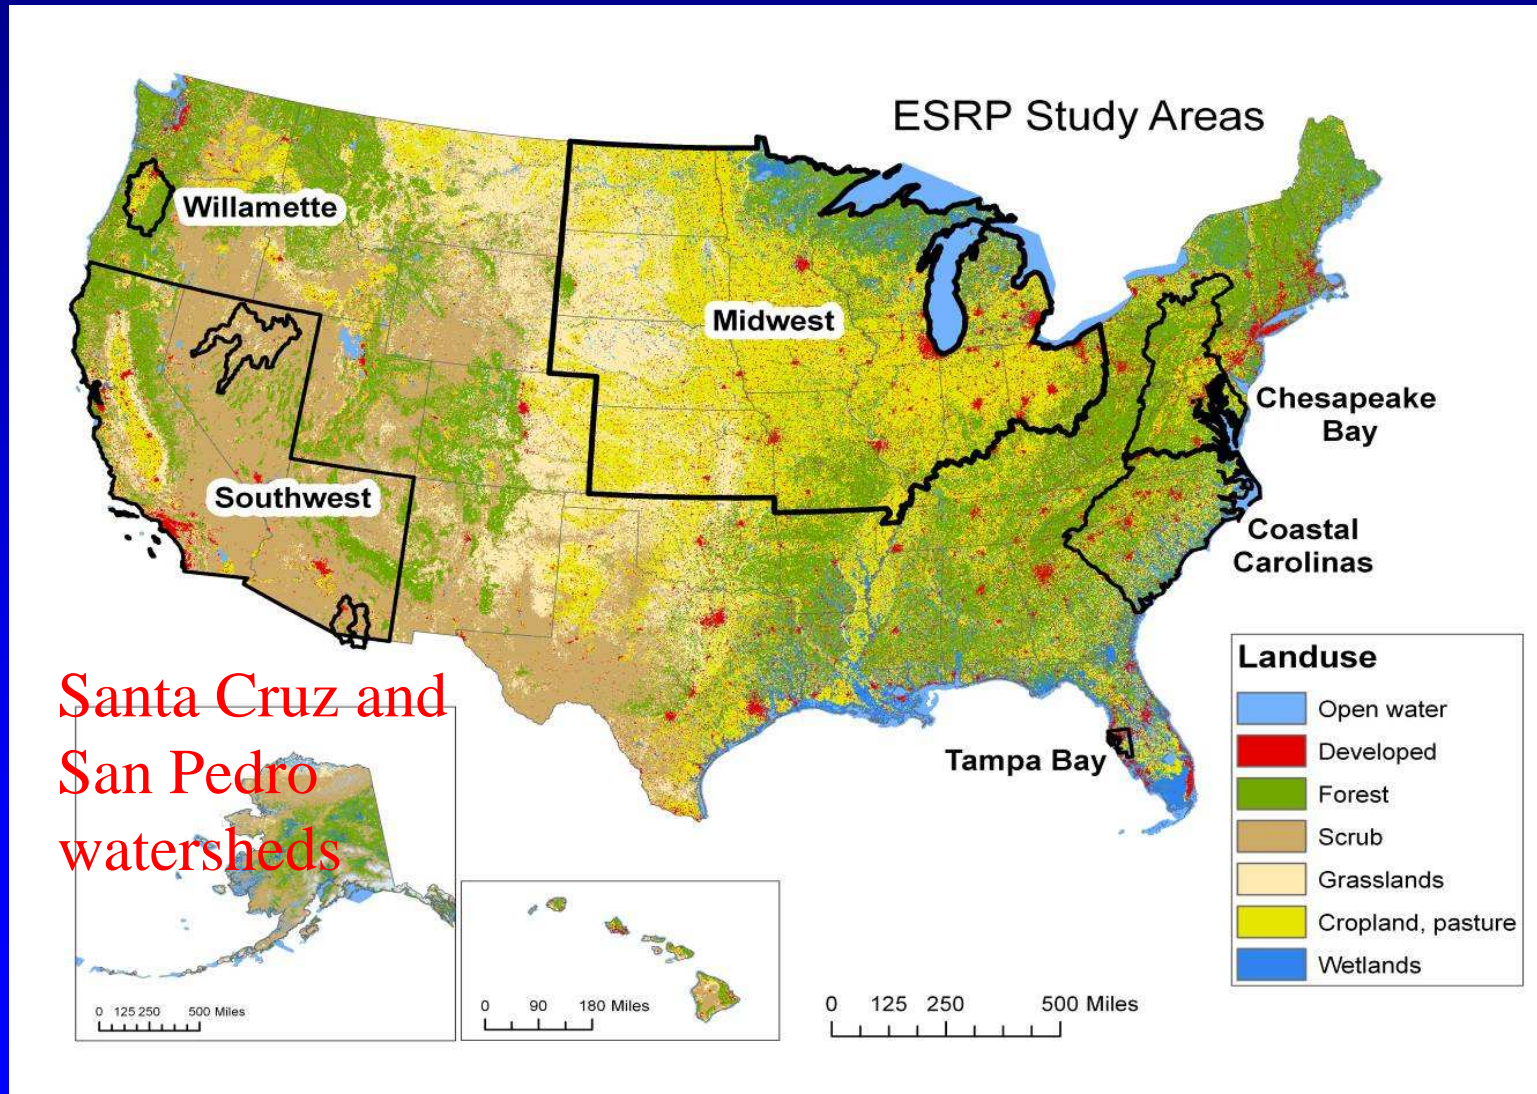 ESRP Study Areas
Willamette
Midwest
Southwest
Chesapeake
Bay
Coastal
Carolinas
Tampa Bay
Santa Cruz and
San Pedro
watersheds
Landuse
Open water
Developed
Forest
Scrub
Grasslands
Cropland, pasture
Wetlands
0 125 250 500 Miles
0 90 180 Miles
0 125 250 500 Miles